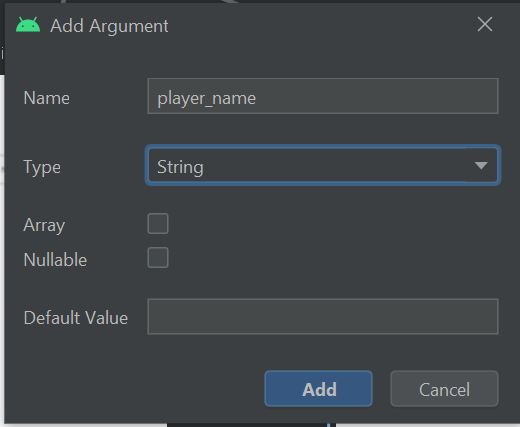 Add Argument
Name player_name
Type String
Array
Nullable
Default Value
Add Cancel